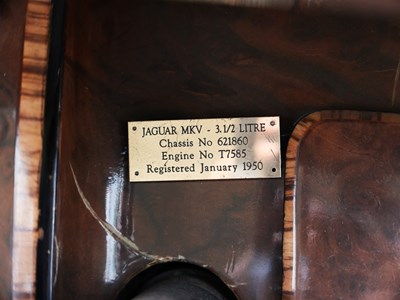 JAGUAR MKV - 3.1/2 LITRE
Chassis No 621860
Engine No T7585
Registered January 1950